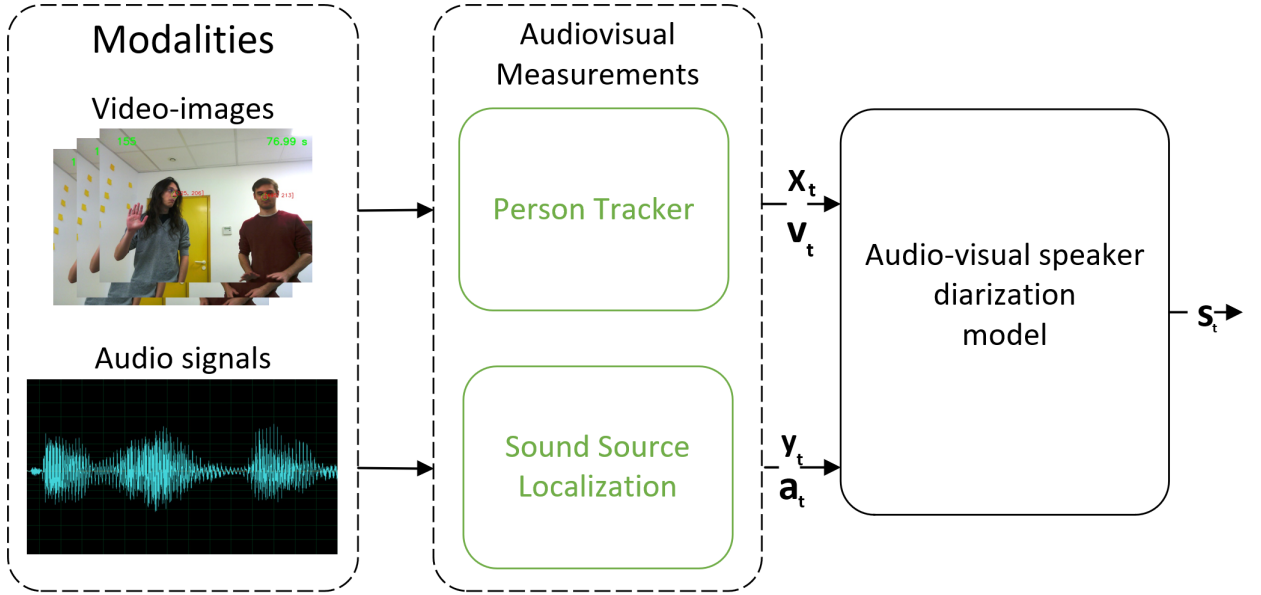 Modalities
Video-images
76.99 s
Audio signals
Audiovisual
Measurements
Person Tracker
Sound Source
Localization
Xt
Vt
yt
at
Audio-visual speaker
diarization
model
St